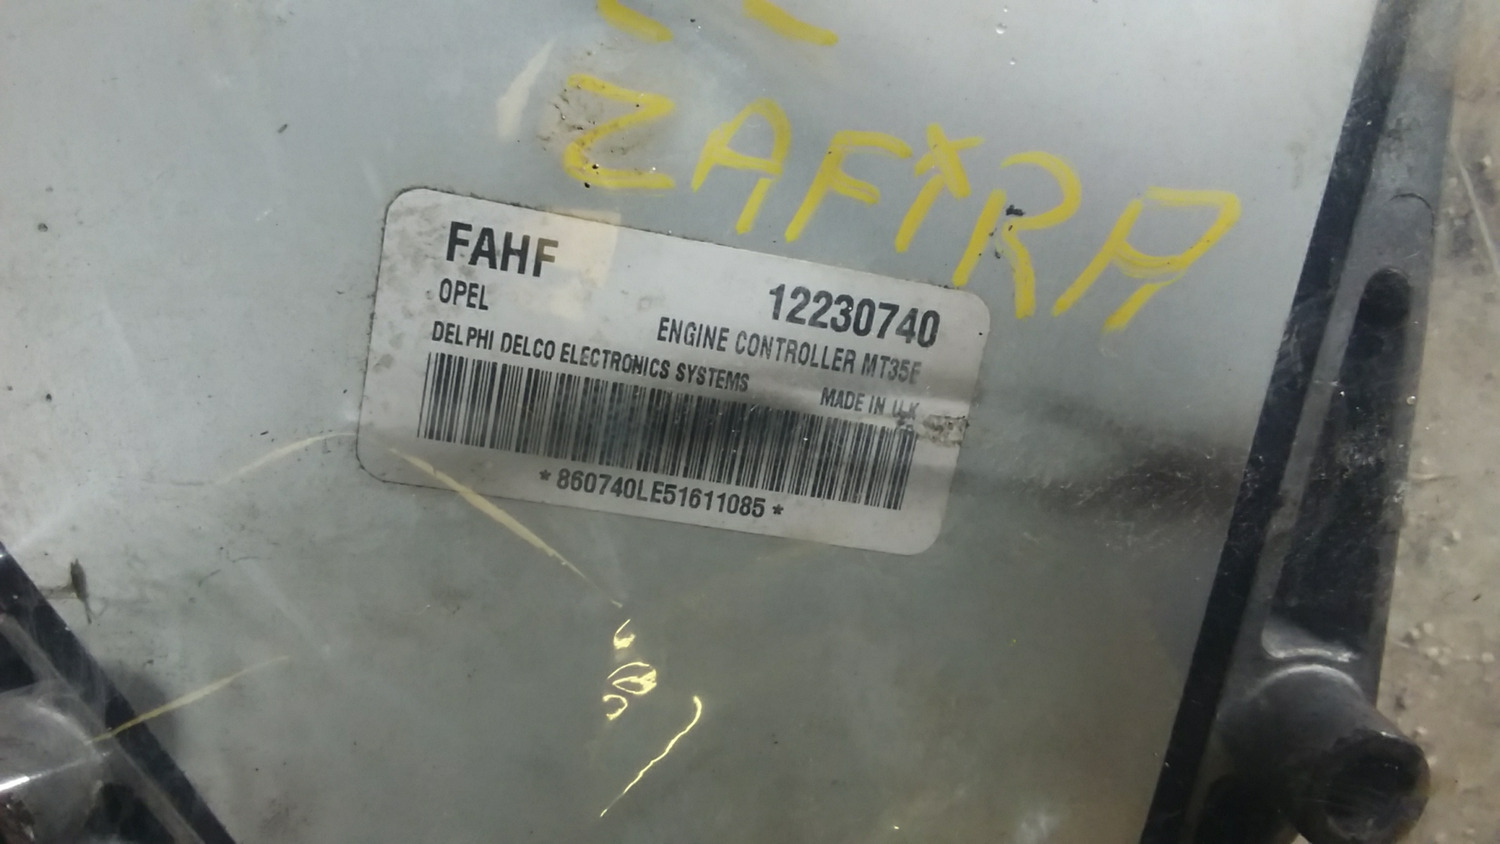 ZAFIRA
FAHF
OPEL
12230740
ENGINE CONTROLLER MT35E
DELPHI DELCO ELECTRONICS SYSTEMS
MADE IN U.K
*860740LE51611085*